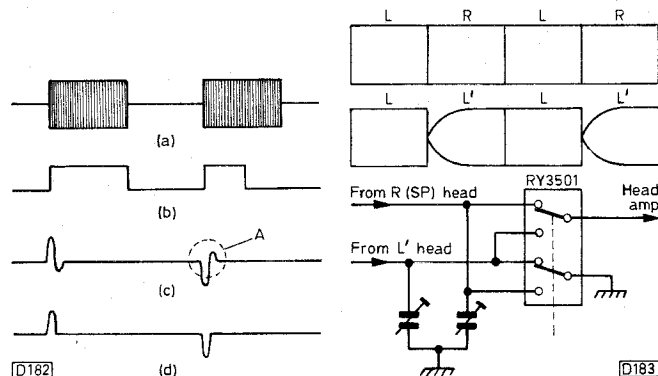 (a)
(b)
A
(c)
(d)
D182
L R L R
L L' L L'
RY3501
From R (SP) head
Head
amp
From L' head
D183